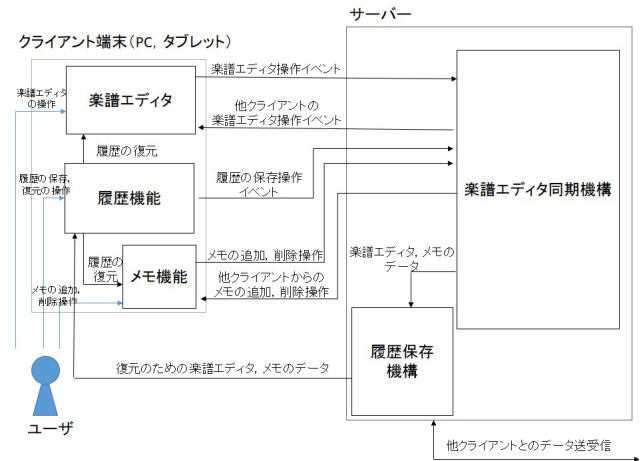 サーバー
クライアント端末(PC, タブレット)
楽譜エディタ
の操作
楽譜エディタ
楽譜エディタ操作イベント
他クライアントの
楽譜エディタ操作イベント
履歴の復元
履歴の保存,
復元の操作
履歴機能
履歴の保存操作
イベント
楽譜エディタ同期機構
履歴の
復元
メモ機能
メモの追加, 削除操作
他クライアントからの
メモの追加, 削除操作
楽譜エディタ, メモの
データ
メモの追加,
削除操作
履歴保存
機構
復元のための楽譜エディタ, メモのデータ
ユーザ
他クライアントとのデータ送受信